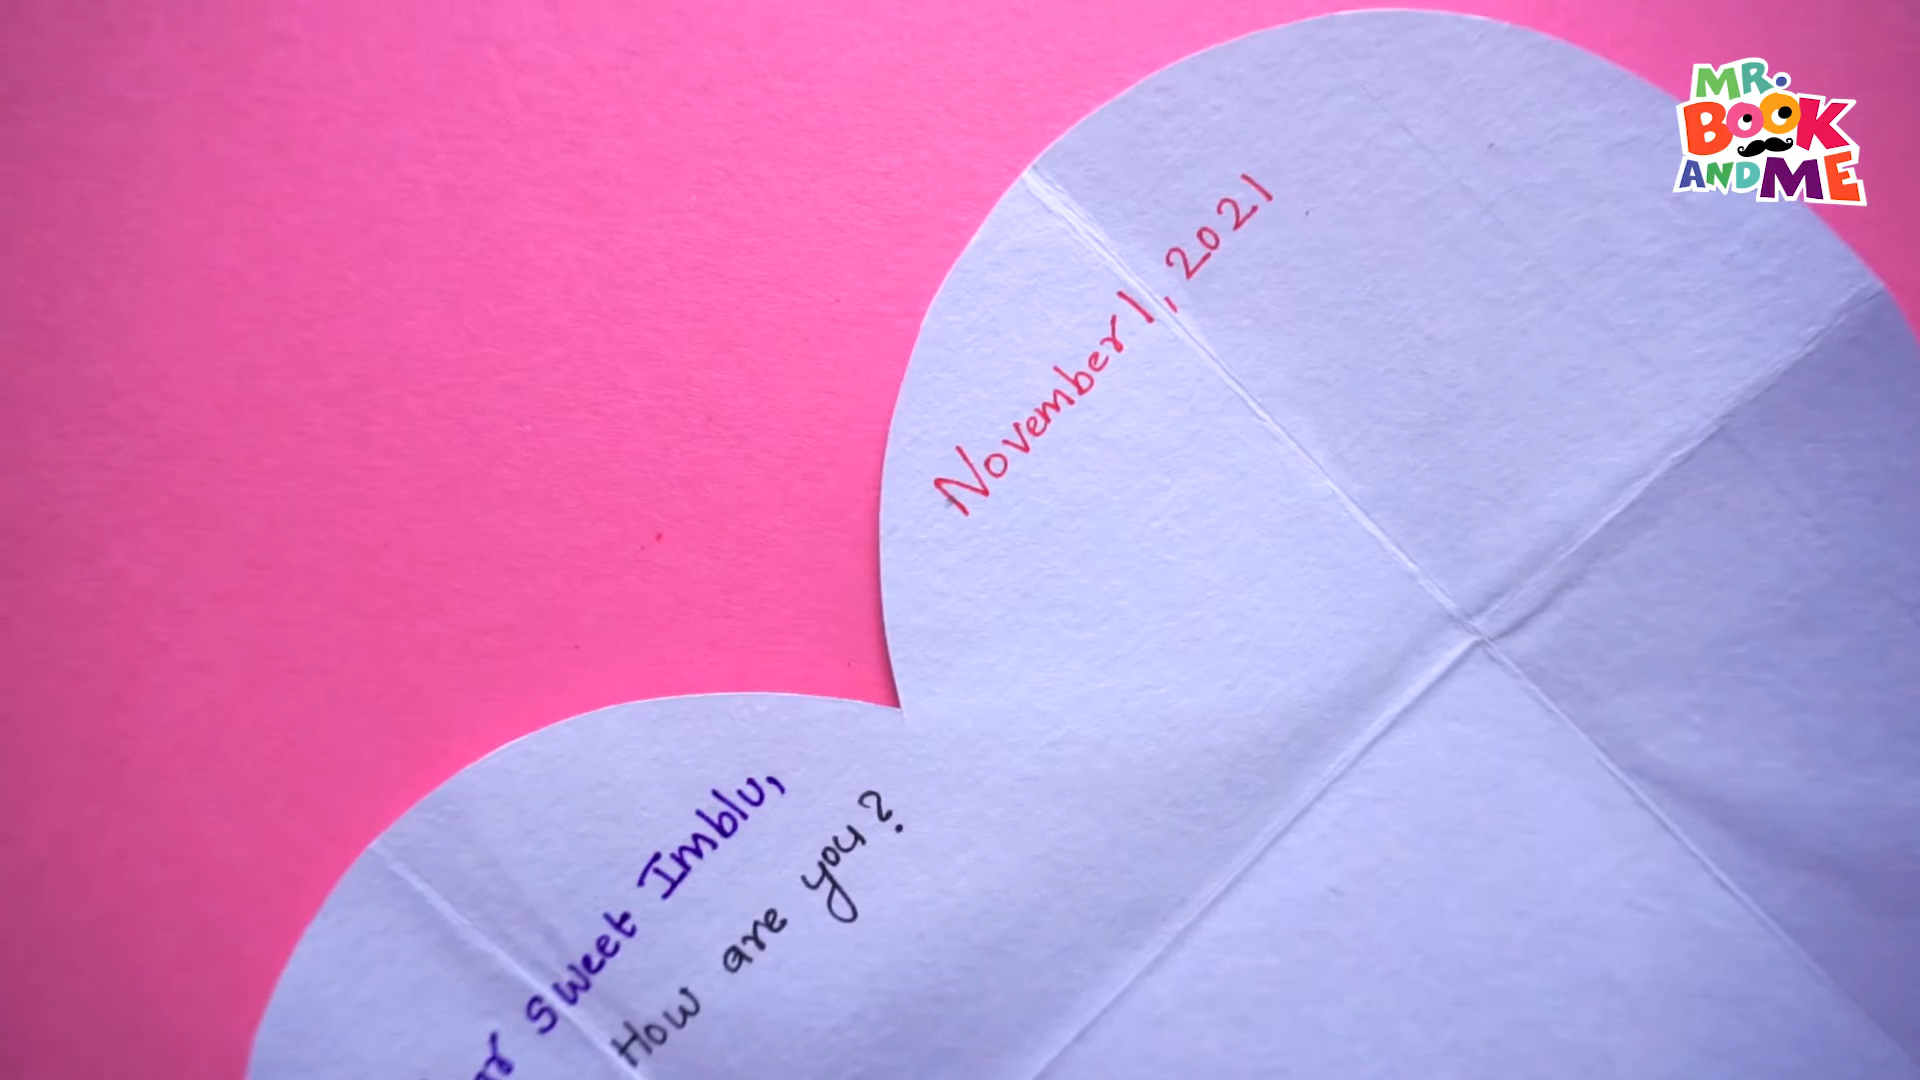 MR.
BOOK
AND ME
November 1, 2021
sweet Imblu,
How are you?